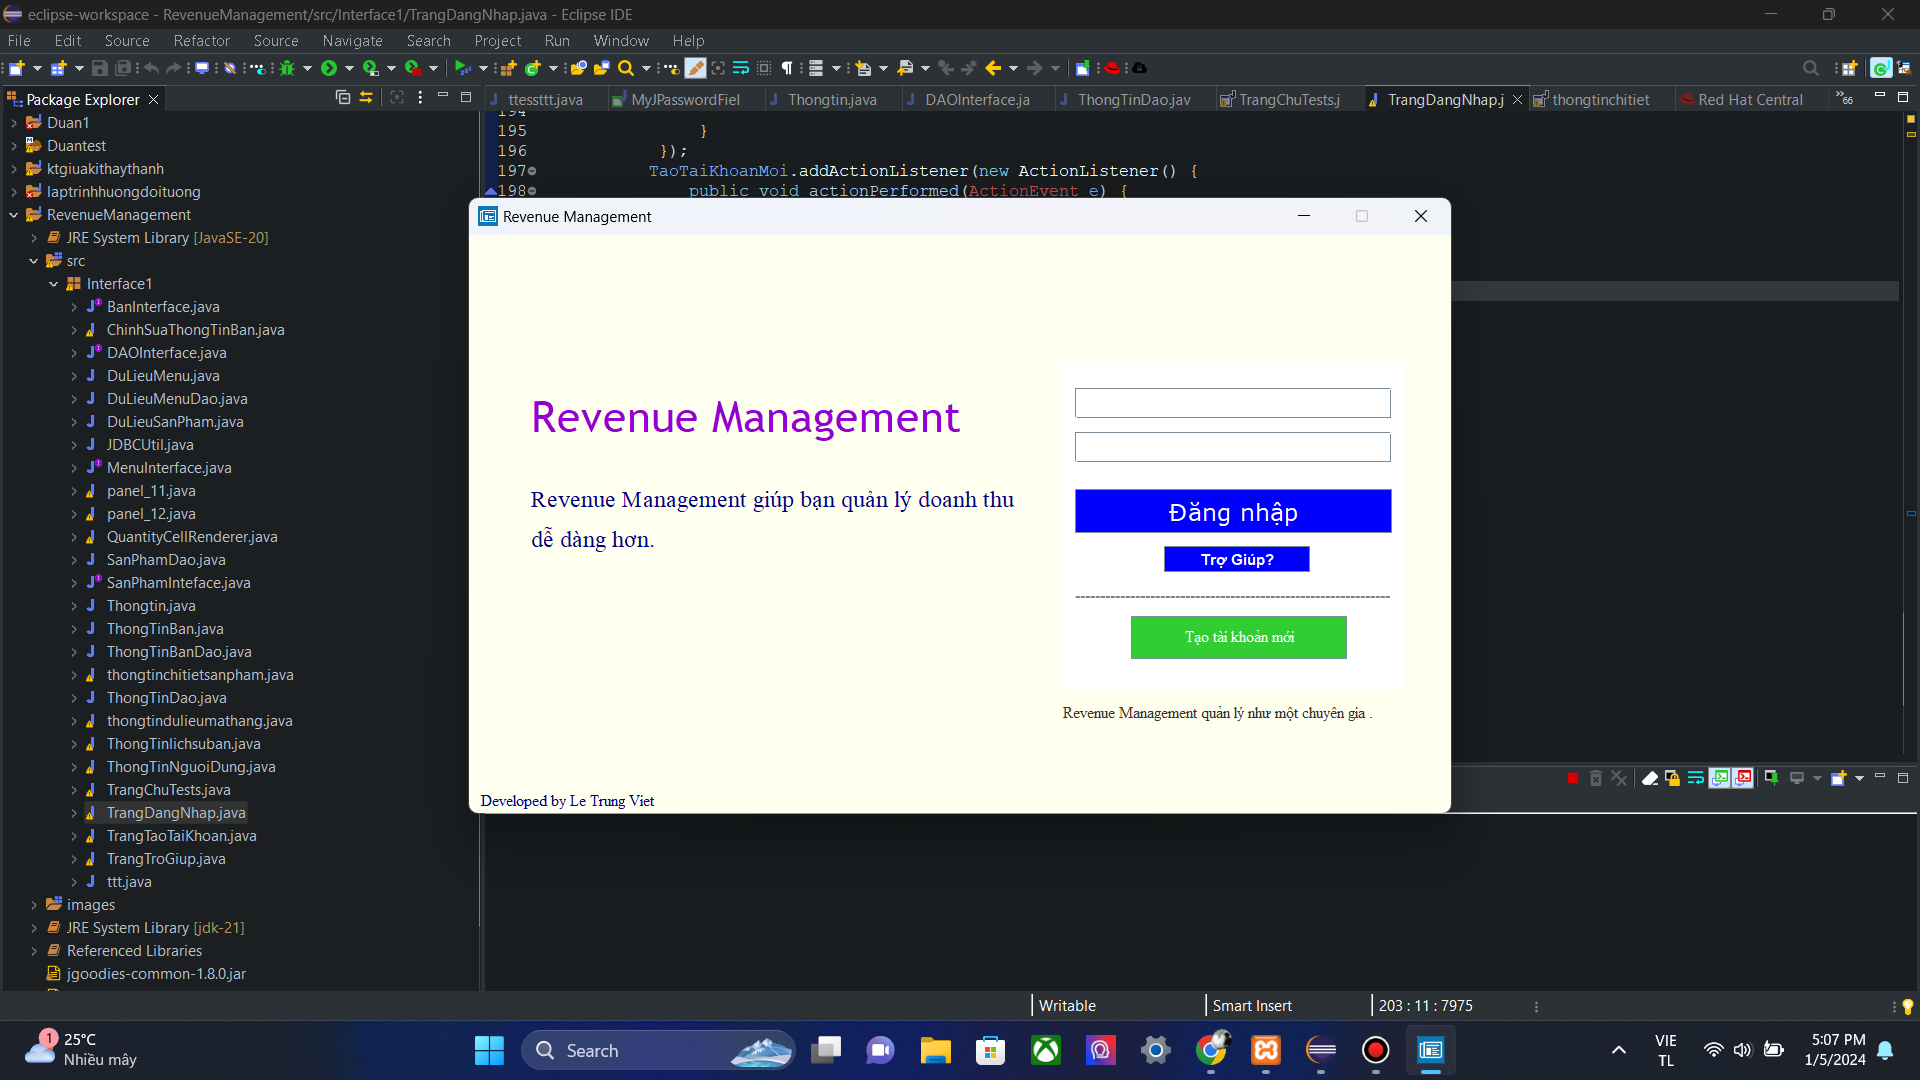 eclipse-workspace - RevenueManagement/src/Interface1/TrangDangNhap.java - Eclipse IDE
File Edit Source Refactor Source Navigate Search Project Run Window Help
Package Explorer
ttessttt.java MyJPasswordFiel Thongtin.java DAOInterface.ja ThongTinDao.jav TrangChuTests.j TrangDangNhap.j thongtinchitiet Red Hat Central 66
Duan1
Duantest
ktgiuakithaythanh
laptrinhhuongdoituong
RevenueManagement
JRE System Library [JavaSE-20]
src
Interface1
BanInterface.java
ChinhSuaThongTinBan.java
DAOInterface.java
DuLieuMenu.java
DuLieuMenuDao.java
DuLieuSanPham.java
JDBCUtil.java
MenuInterface.java
panel_11.java
panel_12.java
QuantityCellRenderer.java
SanPhamDao.java
SanPhamInteface.java
Thongtin.java
ThongTinBan.java
ThongTinBanDao.java
thongtinchitietsanpham.java
ThongTinDao.java
thongtindulieumathang.java
ThongTinlichsuban.java
ThongTinNguoiDung.java
TrangChuTests.java
TrangDangNhap.java
TrangTaoTaiKhoan.java
TrangTroGiup.java
ttt.java
images
JRE System Library [jdk-21]
Referenced Libraries
jgoodies-common-1.8.0.jar
194
195 }
196 });
197 TaoTaiKhoanMoi.addActionListener(new ActionListener() {
198 public void actionPerformed(ActionEvent e) {
Revenue Management
Revenue Management
Revenue Management giúp bạn quản lý doanh thu
dễ dàng hơn.
Đăng nhập
Trợ Giúp?
---------------------------------------------------------------
Tạo tài khoản mới
Revenue Management quản lý như một chuyên gia .
Developed by Le Trung Viet
Writable Smart Insert 203 : 11 : 7975
1
25°C
Nhiều mây
Search
VIE
TL
5:07 PM
1/5/2024